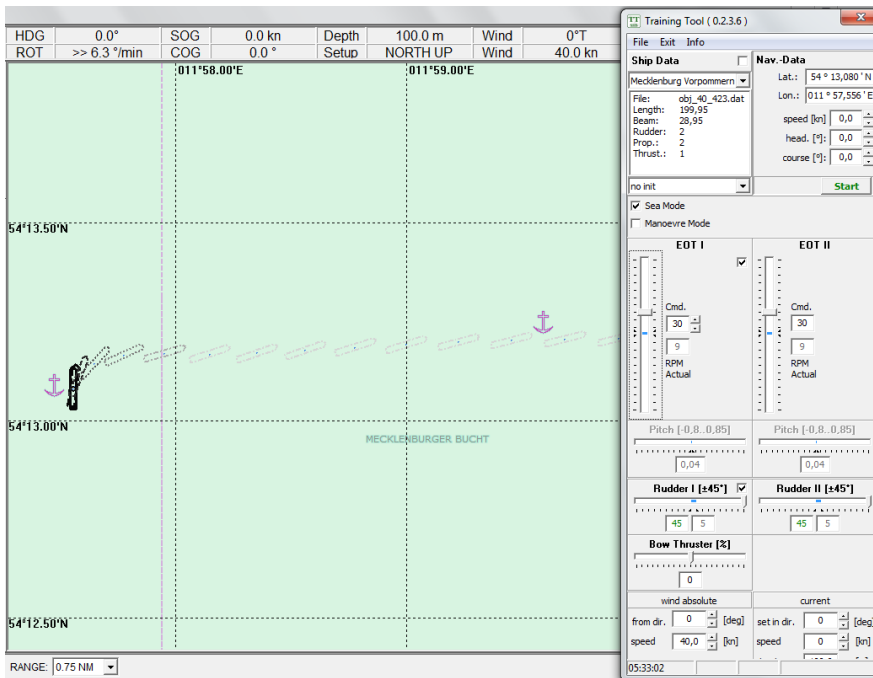 HDG 0.0° SOG 0.0 kn Depth 100.0 m Wind 0°T
ROT >> 6.3 °/min COG 0.0 ° Setup NORTH UP Wind 40.0 kn
011°58.00'E 011°59.00'E
54°13.50'N
54°13.00'N
MECKLENBURGER BUCHT
54°12.50'N
RANGE: 0.75 NM
Training Tool ( 0.2.3.6 )
File Exit Info
Ship Data
Mecklenburg Vorpommern
File: obj_40_423.dat
Length: 199,95
Beam: 28,95
Rudder: 2
Prop.: 2
Thrust.: 1
no init
Nav.-Data
Lat.: 54 ° 13,080 ' N
Lon.: 011 ° 57,556 ' E
speed [kn] 0,0
head. [°]: 0,0
course [°]: 0,0
Start
Sea Mode
Manoevre Mode
EOT I EOT II
Cmd. Cmd.
30 30
9 9
RPM RPM
Actual Actual
Pitch [-0,8..0,85] Pitch [-0,8..0,85]
0,04 0,04
Rudder I [±45°] Rudder II [±45°]
45 5 45 5
Bow Thruster [%]
0
wind absolute current
from dir. 0 [deg] set in dir. 0 [deg]
speed 40,0 [kn] speed 0 [kn]
05:33:02